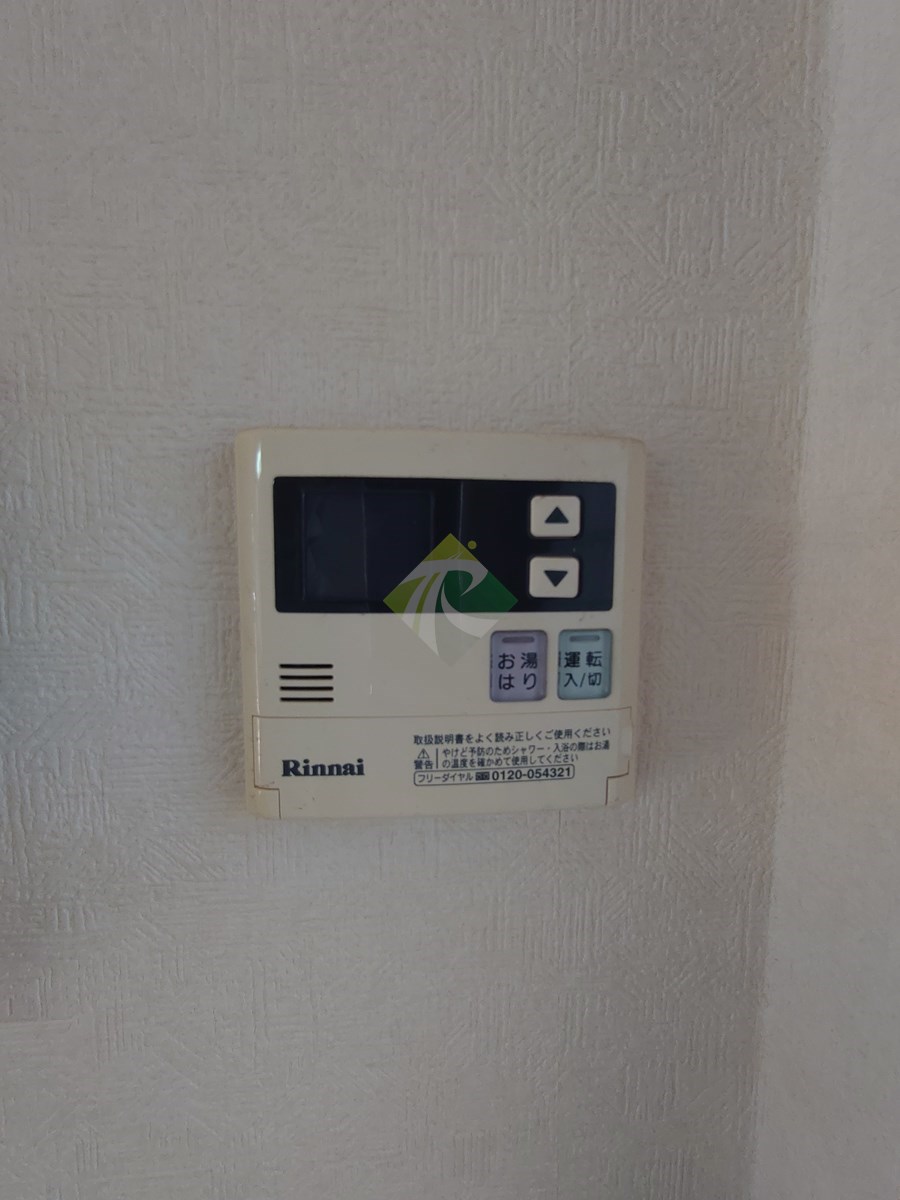 お湯
はり
運転
入/切
取扱説明書をよく読み正しくご使用ください
警告
やけど予防のためシャワー・入浴の際はお湯
の温度を確かめて使用してください
Rinnai
フリーダイヤル 0120-054321